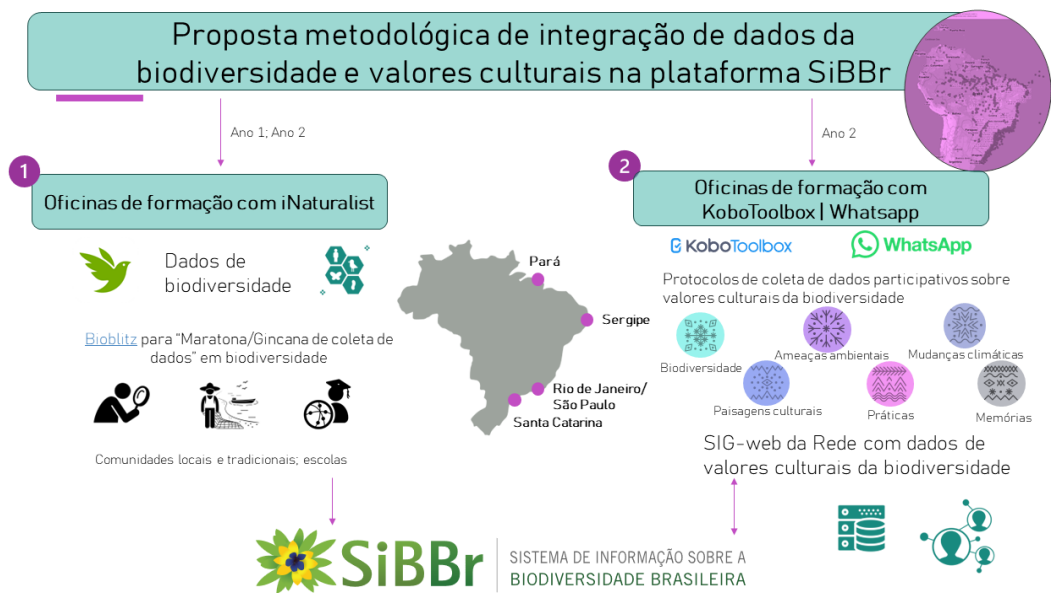 Proposta metodológica de integração de dados da
biodiversidade e valores culturais na plataforma SiBBr
Ano 1; Ano 2
Ano 2
1
Oficinas de formação com iNaturalist
2
Oficinas de formação com
KoboToolbox | Whatsapp
Dados de
biodiversidade
Bioblitz para “Maratona/Gincana de coleta de
dados” em biodiversidade
Comunidades locais e tradicionais; escolas
Pará
Sergipe
Rio de Janeiro/
São Paulo
Santa Catarina
KoboToolbox
WhatsApp
Protocolos de coleta de dados participativos sobre
valores culturais da biodiversidade
Biodiversidade
Ameaças ambientais
Mudanças climáticas
Paisagens culturais
Práticas
Memórias
SIG-web da Rede com dados de
valores culturais da biodiversidade
SiBBr
SISTEMA DE INFORMAÇÃO SOBRE A
BIODIVERSIDADE BRASILEIRA